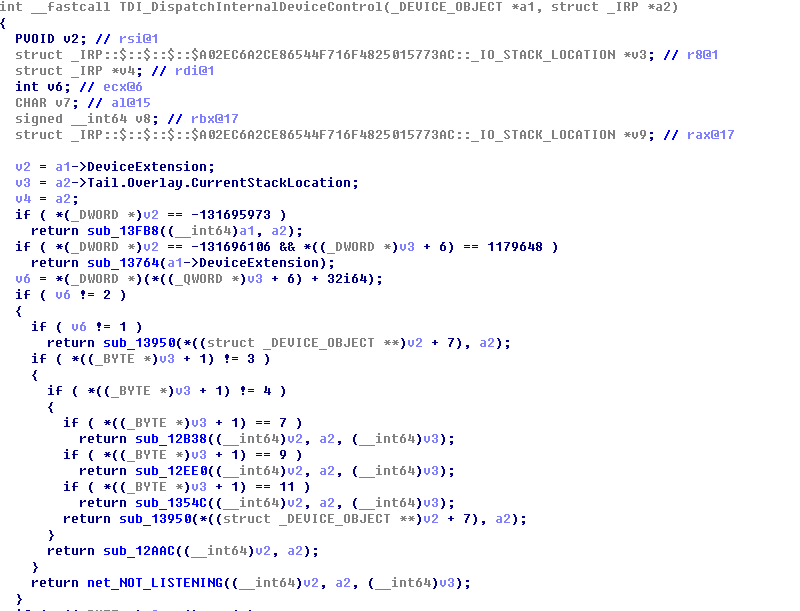 int __fastcall TDI_DispatchInternalDeviceControl(_DEVICE_OBJECT *a1, struct _IRP *a2)
{
  PVOID v2; // rsi@1
  struct _IRP::$::$::$::$A02EC6A2CE86544F716F4825015773AC::_IO_STACK_LOCATION *v3; // r8@1
  struct _IRP *v4; // rdi@1
  int v6; // ecx@6
  CHAR v7; // al@15
  signed __int64 v8; // rbx@17
  struct _IRP::$::$::$::$A02EC6A2CE86544F716F4825015773AC::_IO_STACK_LOCATION *v9; // rax@17

  v2 = a1->DeviceExtension;
  v3 = a2->Tail.Overlay.CurrentStackLocation;
  v4 = a2;
  if ( *(_DWORD *)v2 == -131695973 )
    return sub_13FB8((__int64)a1, a2);
  if ( *(_DWORD *)v2 == -131696106 && *((_DWORD *)v3 + 6) == 1179648 )
    return sub_13764(a1->DeviceExtension);
  v6 = *(_DWORD *)(*((_QWORD *)v3 + 6) + 32i64);
  if ( v6 != 2 )
  {
    if ( v6 != 1 )
      return sub_13950(*((struct _DEVICE_OBJECT **)v2 + 7), a2);
    if ( *((_BYTE *)v3 + 1) != 3 )
    {
      if ( *((_BYTE *)v3 + 1) != 4 )
      {
        if ( *((_BYTE *)v3 + 1) == 7 )
          return sub_12B38((__int64)v2, a2, (__int64)v3);
        if ( *((_BYTE *)v3 + 1) == 9 )
          return sub_12EE0((__int64)v2, a2, (__int64)v3);
        if ( *((_BYTE *)v3 + 1) == 11 )
          return sub_1354C((__int64)v2, a2, (__int64)v3);
        return sub_13950(*((struct _DEVICE_OBJECT **)v2 + 7), a2);
      }
      return sub_12AAC((__int64)v2, a2);
    }
    return net_NOT_LISTENING((__int64)v2, a2, (__int64)v3);
  }